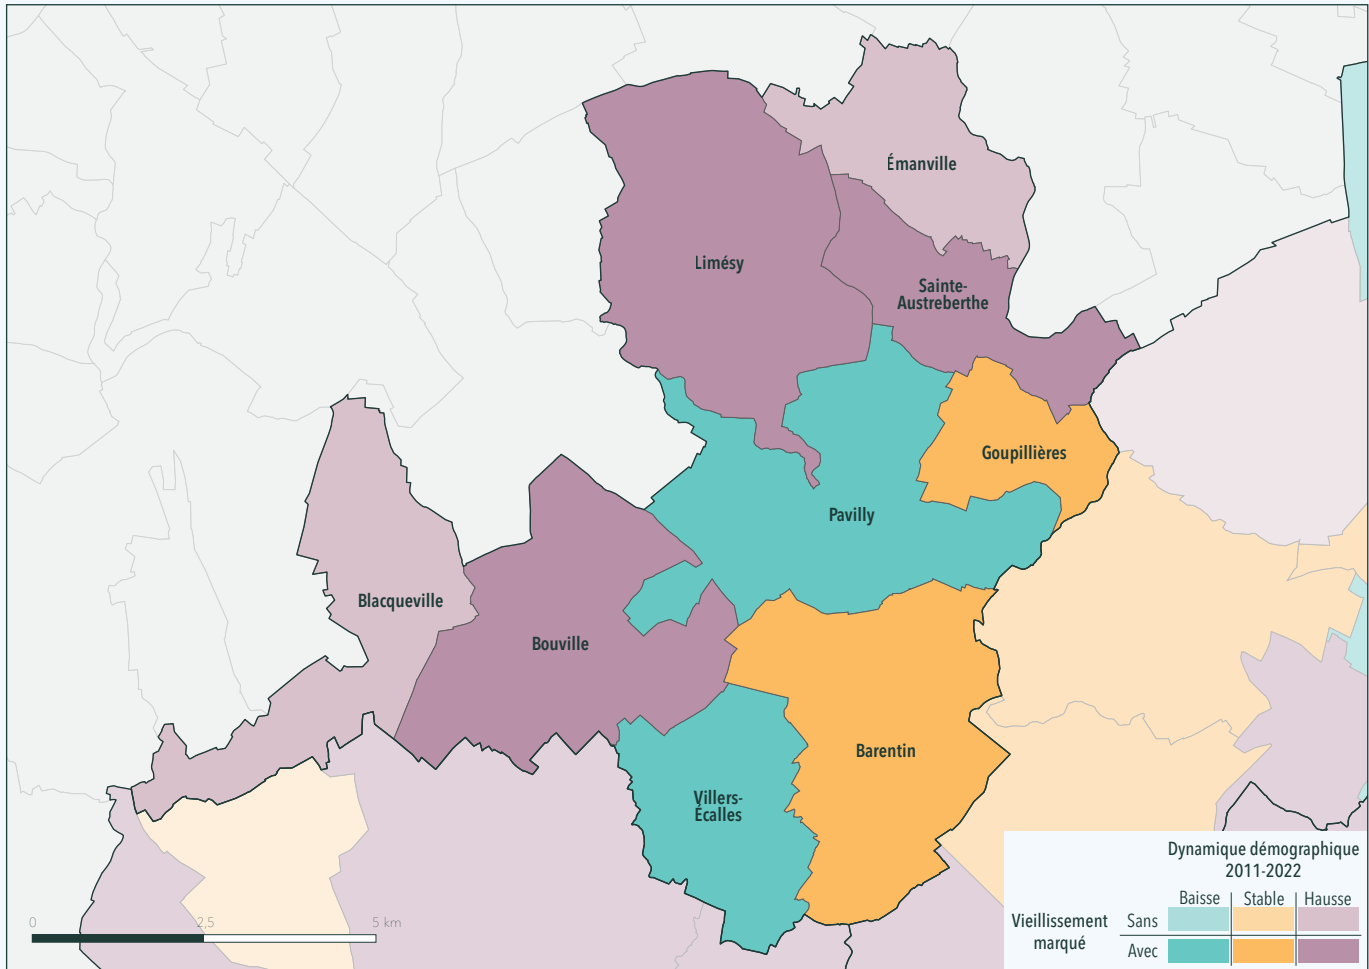 Émanville
Limésy
Sainte-
Austreberthe
Goupillières
Pavilly
Blacqueville
Bouville
Barentin
Villers-
Écalles
0
2,5
5 km
Dynamique démographique
2011-2022
Baisse
Stable
Hausse
Vieillissement
marqué
Sans
Avec